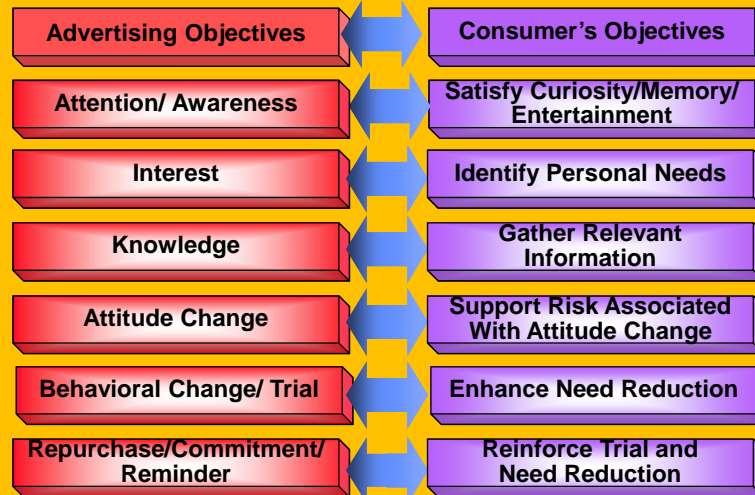 Advertising Objectives
Consumer's Objectives
Attention/ Awareness
Satisfy Curiosity/Memory/
Entertainment
Interest
Identify Personal Needs
Knowledge
Gather Relevant
Information
Attitude Change
Support Risk Associated
With Attitude Change
Behavioral Change/ Trial
Enhance Need Reduction
Repurchase/Commitment/
Reminder
Reinforce Trial and
Need Reduction